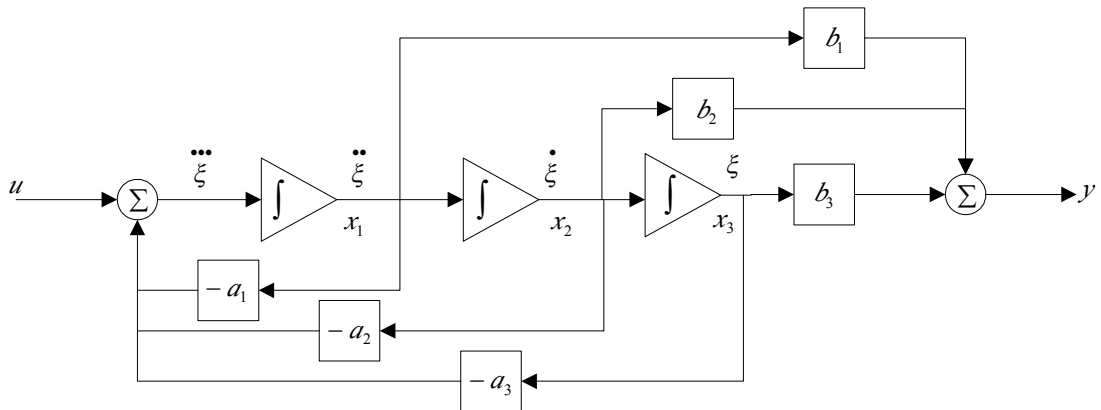 b₁
b₂
u
Σ
ξ⃛
∫
ξ̈
x₁
∫
ξ̇
x₂
∫
ξ
x₃
b₃
Σ
y
− a₁
− a₂
− a₃